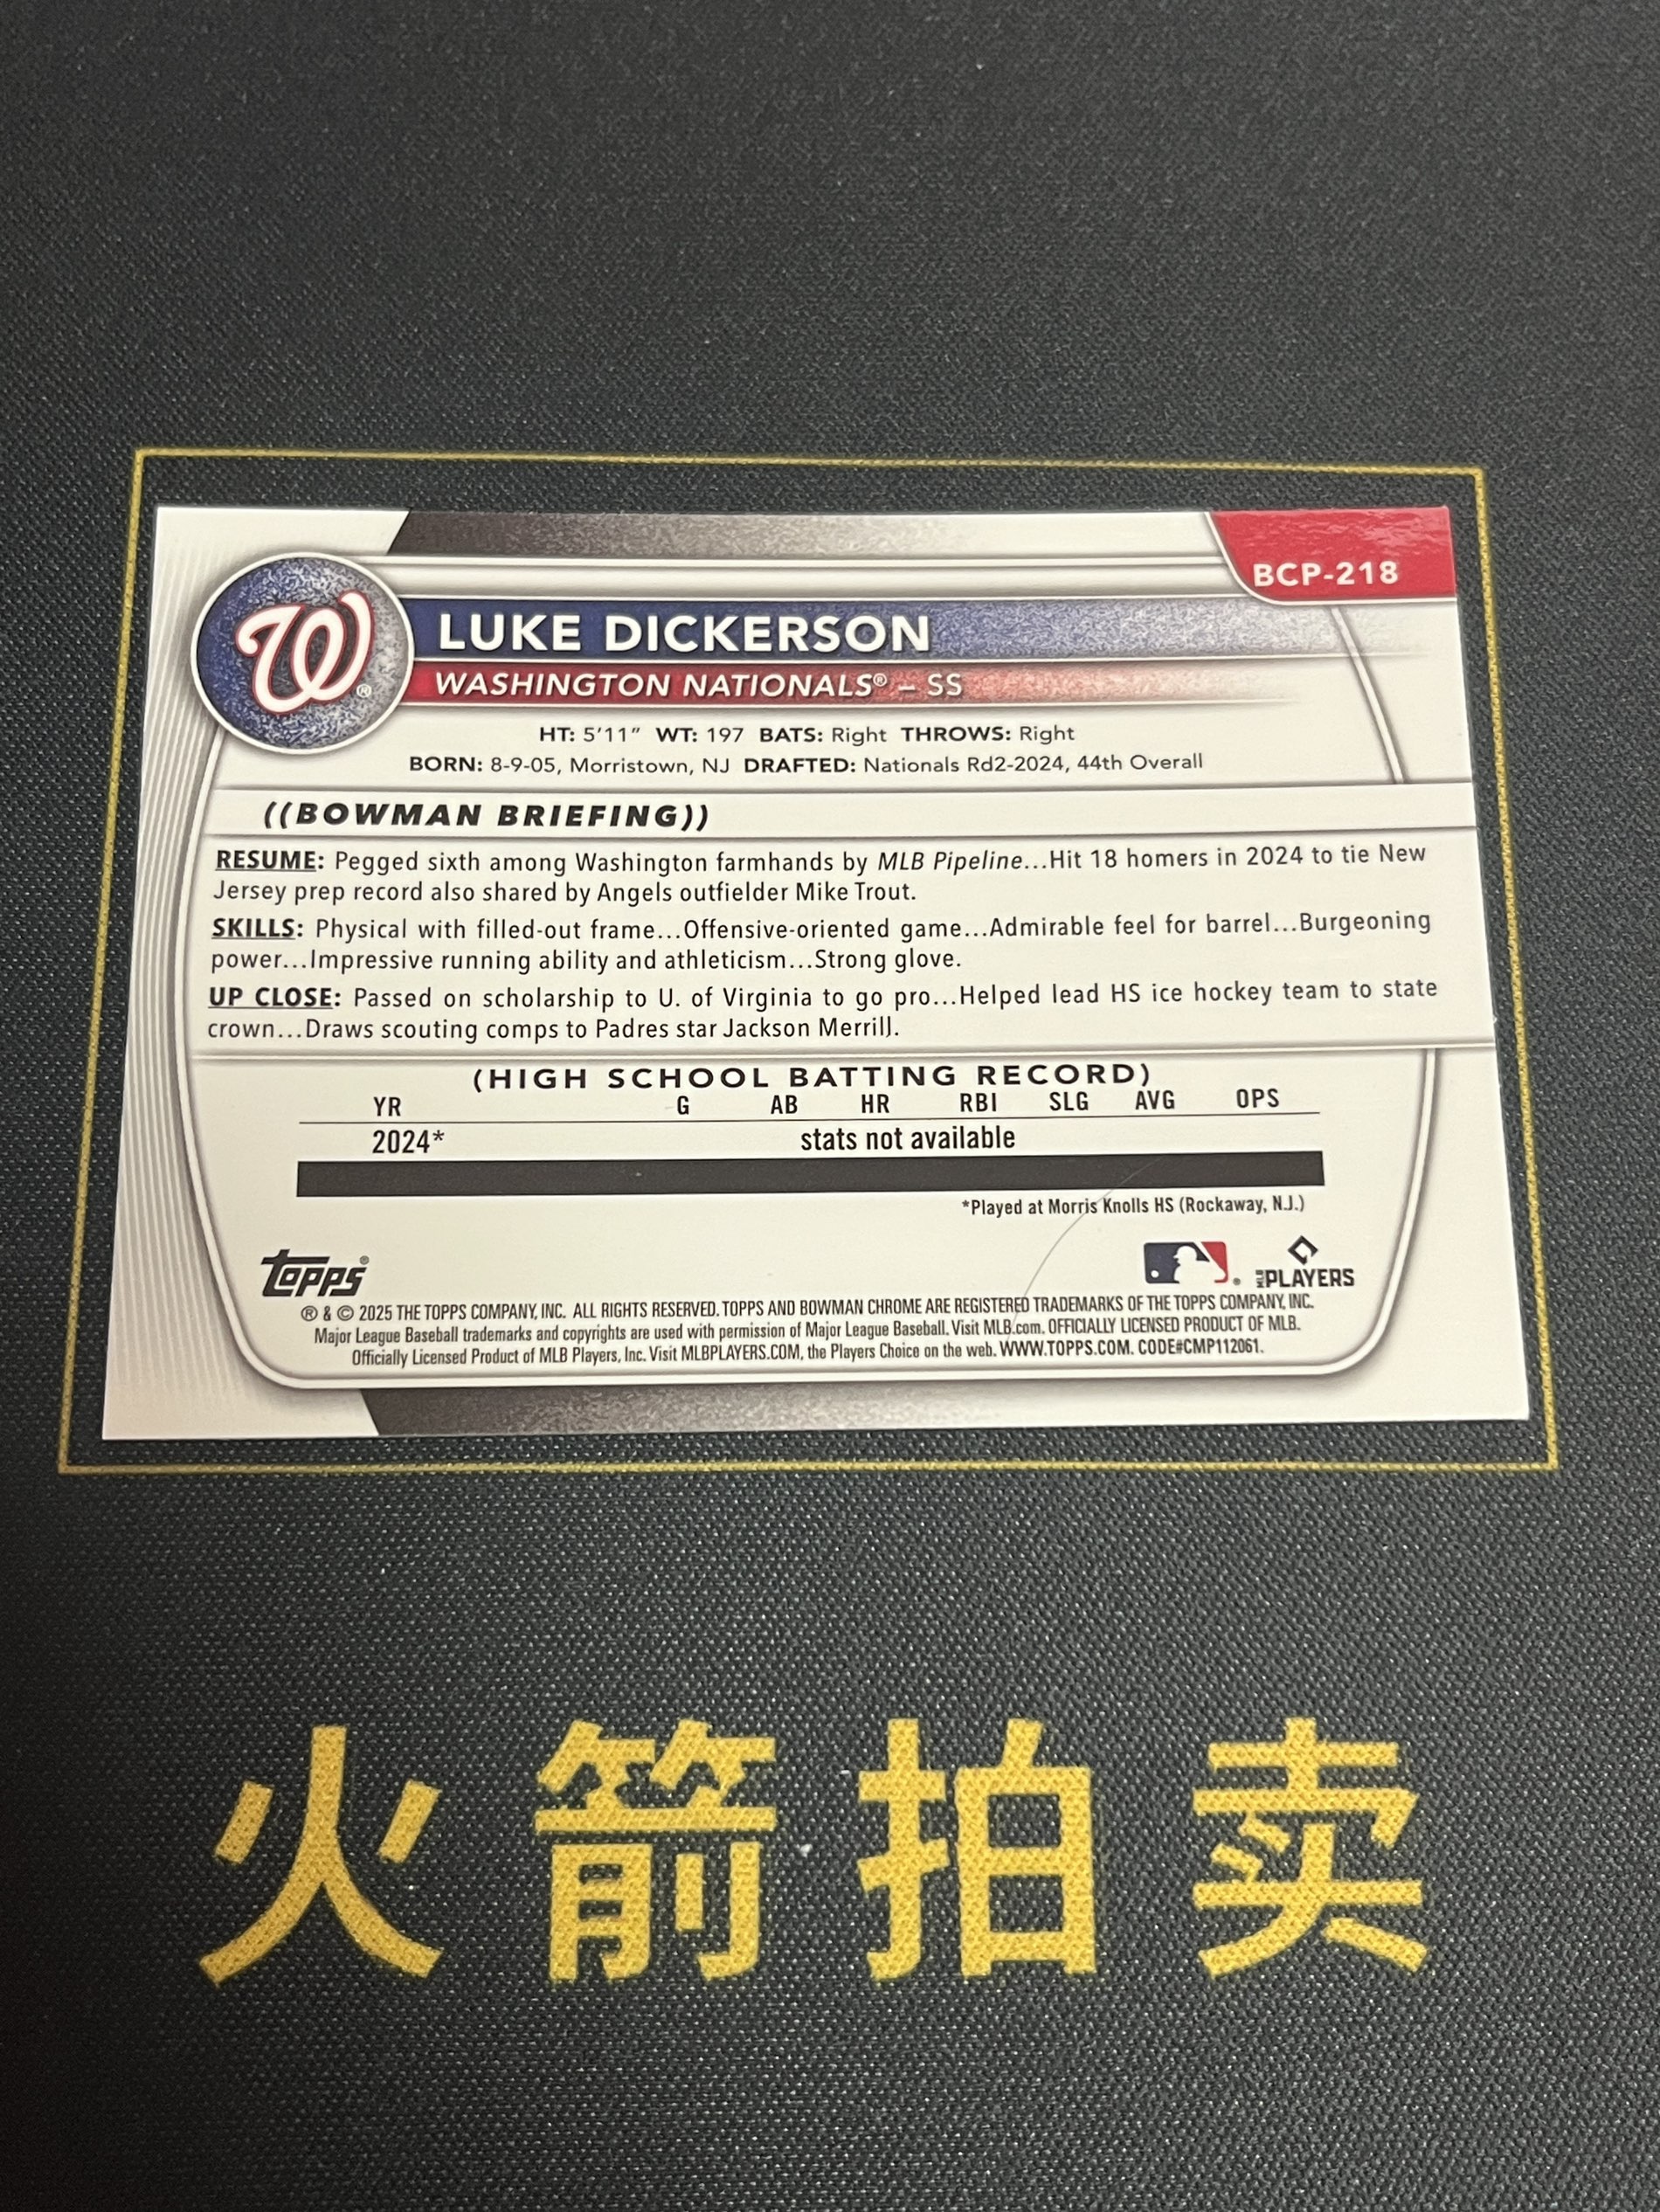 BCP-218
W®
LUKE DICKERSON
WASHINGTON NATIONALS® – SS
HT: 5'11" WT: 197 BATS: Right THROWS: Right
BORN: 8-9-05, Morristown, NJ DRAFTED: Nationals Rd2-2024, 44th Overall
((BOWMAN BRIEFING))
RESUME: Pegged sixth among Washington farmhands by MLB Pipeline...Hit 18 homers in 2024 to tie New
Jersey prep record also shared by Angels outfielder Mike Trout.
SKILLS: Physical with filled-out frame...Offensive-oriented game...Admirable feel for barrel...Burgeoning
power...Impressive running ability and athleticism...Strong glove.
UP CLOSE: Passed on scholarship to U. of Virginia to go pro...Helped lead HS ice hockey team to state
crown...Draws scouting comps to Padres star Jackson Merrill.
(HIGH SCHOOL BATTING RECORD)
YR G AB HR RBI SLG AVG OPS
2024* stats not available
*Played at Morris Knolls HS (Rockaway, N.J.)
Topps®
MLB PLAYERS
® & © 2025 THE TOPPS COMPANY, INC. ALL RIGHTS RESERVED. TOPPS AND BOWMAN CHROME ARE REGISTERED TRADEMARKS OF THE TOPPS COMPANY, INC.
Major League Baseball trademarks and copyrights are used with permission of Major League Baseball. Visit MLB.com. OFFICIALLY LICENSED PRODUCT OF MLB.
Officially Licensed Product of MLB Players, Inc. Visit MLBPLAYERS.COM, the Players Choice on the web. WWW.TOPPS.COM. CODE#CMP112061.
火箭拍卖